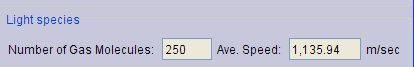 Light species
Number of Gas Molecules: 250 Ave. Speed: 1,135.94 m/sec